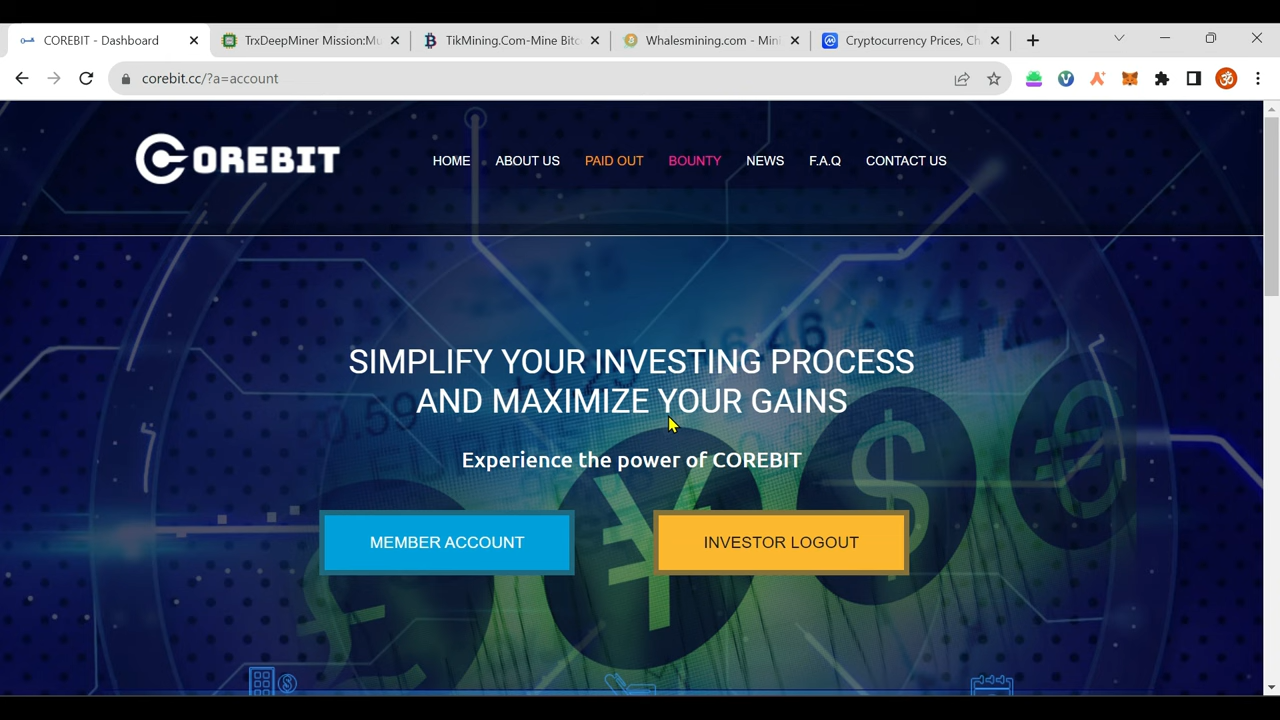 COREBIT - Dashboard
TrxDeepMiner Mission:Mu
TikMining.Com-Mine Bitc
Whalesmining.com - Mini
Cryptocurrency Prices, Ch
corebit.cc/?a=account
COREBIT
HOME
ABOUT US
PAID OUT
BOUNTY
NEWS
F.A.Q
CONTACT US
SIMPLIFY YOUR INVESTING PROCESS
AND MAXIMIZE YOUR GAINS
Experience the power of COREBIT
MEMBER ACCOUNT
INVESTOR LOGOUT